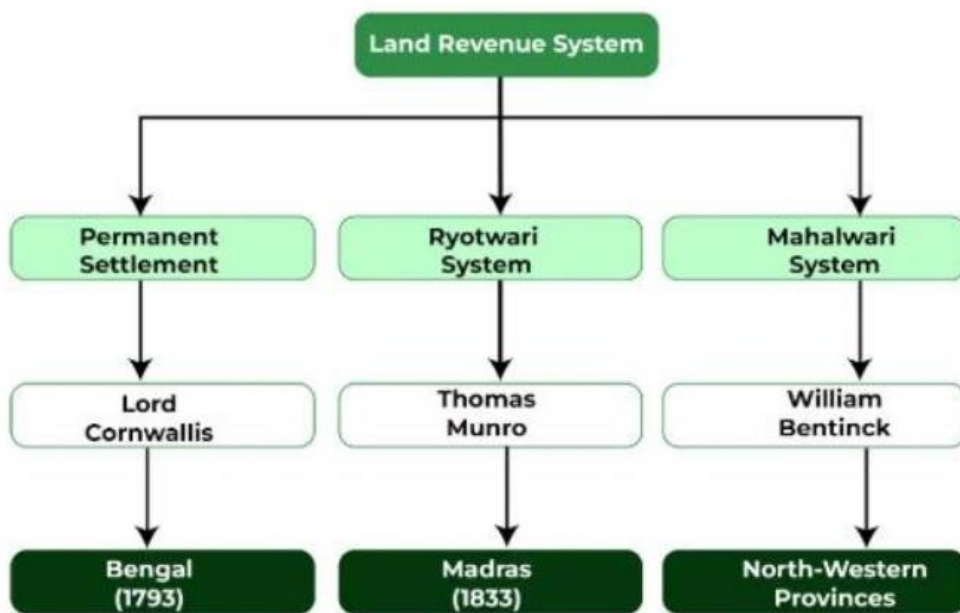 Land Revenue System
Permanent
Settlement
Ryotwari
System
Mahalwari
System
Lord
Cornwallis
Thomas
Munro
William
Bentinck
Bengal
(1793)
Madras
(1833)
North-Western
Provinces